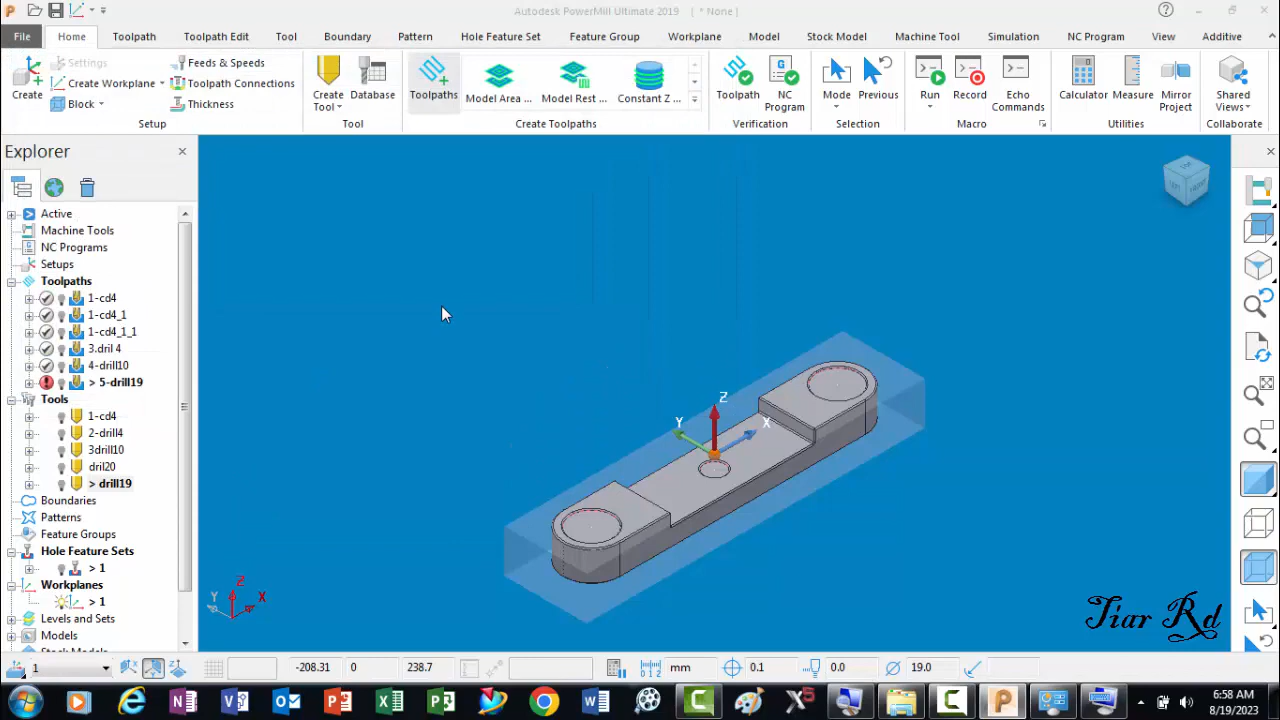 Autodesk PowerMill Ultimate 2019 [ * None ]
File Home Toolpath Toolpath Edit Tool Boundary Pattern Hole Feature Set Feature Group Workplane Model Stock Model Machine Tool Simulation NC Program View Additive
Create
Settings
Create Workplane
Block
Feeds & Speeds
Toolpath Connections
Thickness
Setup
Create Tool
Database
Tool
Toolpaths
Model Area ...
Model Rest ...
Constant Z ...
Create Toolpaths
Toolpath
NC Program
Verification
Mode
Previous
Selection
Run
Record
Echo Commands
Macro
Calculator
Measure
Mirror Project
Utilities
Shared Views
Collaborate
Explorer
Active
Machine Tools
NC Programs
Setups
Toolpaths
1-cd4
1-cd4_1
1-cd4_1_1
3.dril 4
4-drill10
> 5-drill19
Tools
1-cd4
2-drill4
3drill10
dril20
> drill19
Boundaries
Patterns
Feature Groups
Hole Feature Sets
> 1
Workplanes
> 1
Levels and Sets
Models
Z
Y
X
Z
Y
X
Tiar Rd
1
-208.31 0 238.7 mm 0.1 0.0 19.0
6:58 AM
8/19/2023